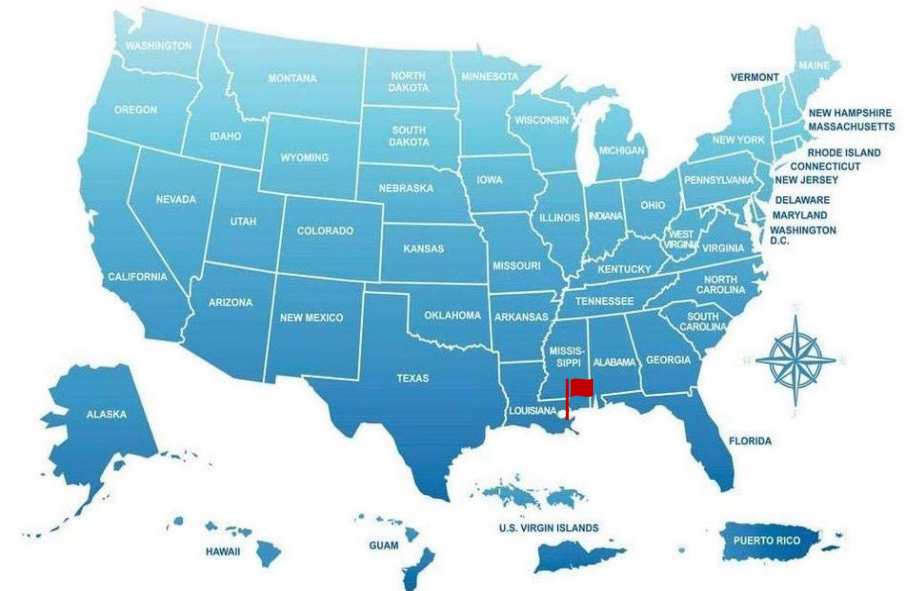 WASHINGTON
MONTANA
NORTH
DAKOTA
MINNESOTA
MAINE
VERMONT
OREGON
IDAHO
WYOMING
SOUTH
DAKOTA
WISCONSIN
MICHIGAN
NEW YORK
NEW HAMPSHIRE
MASSACHUSETTS
RHODE ISLAND
CONNECTICUT
NEW JERSEY
PENNSYLVANIA
NEVADA
UTAH
COLORADO
NEBRASKA
IOWA
ILLINOIS
INDIANA
OHIO
DELAWARE
MARYLAND
WASHINGTON
D.C.
WEST
VIRGINIA
VIRGINIA
CALIFORNIA
KANSAS
MISSOURI
KENTUCKY
NORTH
CAROLINA
ARIZONA
NEW MEXICO
OKLAHOMA
ARKANSAS
TENNESSEE
SOUTH
CAROLINA
MISSIS-
SIPPI
ALABAMA
GEORGIA
TEXAS
LOUISIANA
FLORIDA
ALASKA
HAWAII
GUAM
U.S. VIRGIN ISLANDS
PUERTO RICO
E